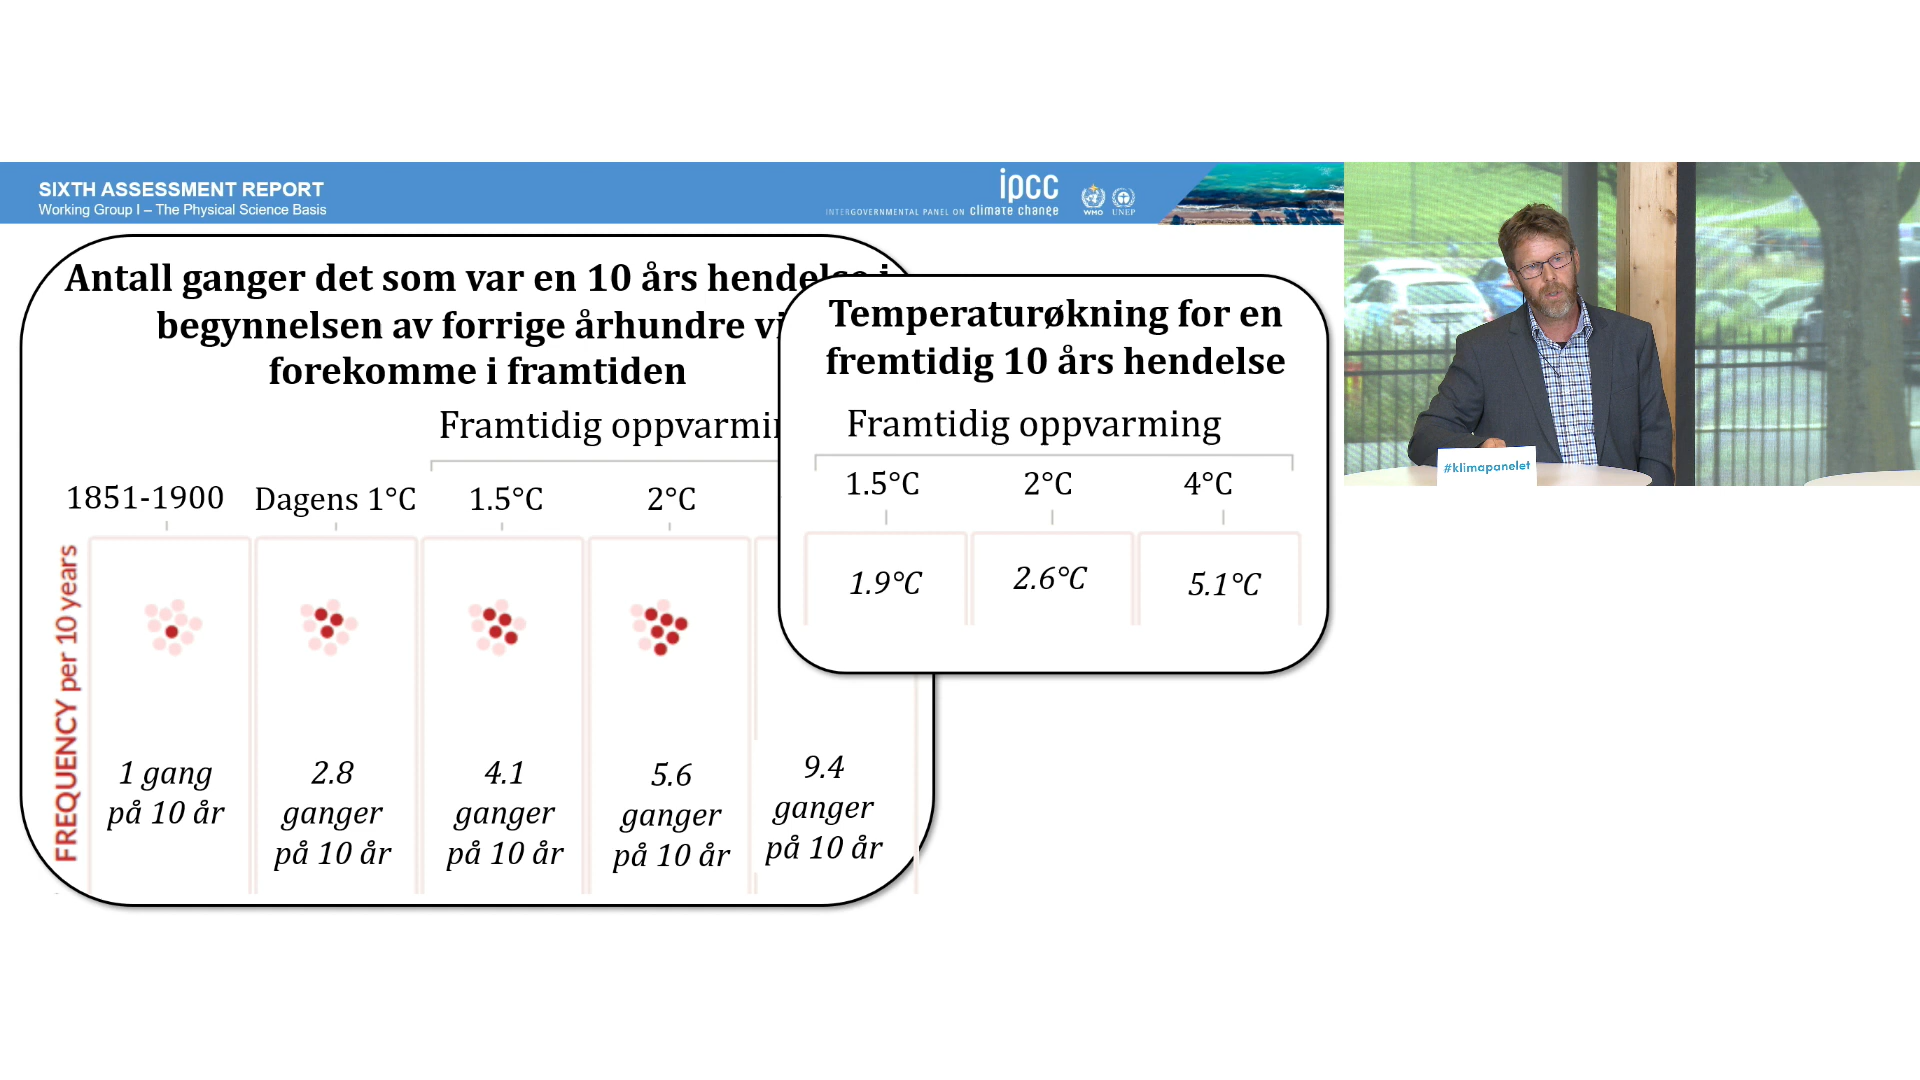 SIXTH ASSESSMENT REPORT
Working Group I – The Physical Science Basis
ipcc
INTERGOVERNMENTAL PANEL ON climate change
WMO
UNEP
Antall ganger det som var en 10 års hendelse i
begynnelsen av forrige århundre vi
forekomme i framtiden
Framtidig oppvarmin
1851-1900
Dagens 1°C
1.5°C
2°C
FREQUENCY per 10 years
1 gang
på 10 år
2.8
ganger
på 10 år
4.1
ganger
på 10 år
5.6
ganger
på 10 år
9.4
ganger
på 10 år
Temperaturøkning for en
fremtidig 10 års hendelse
Framtidig oppvarming
1.5°C
2°C
4°C
1.9°C
2.6°C
5.1°C
#klimapanelet